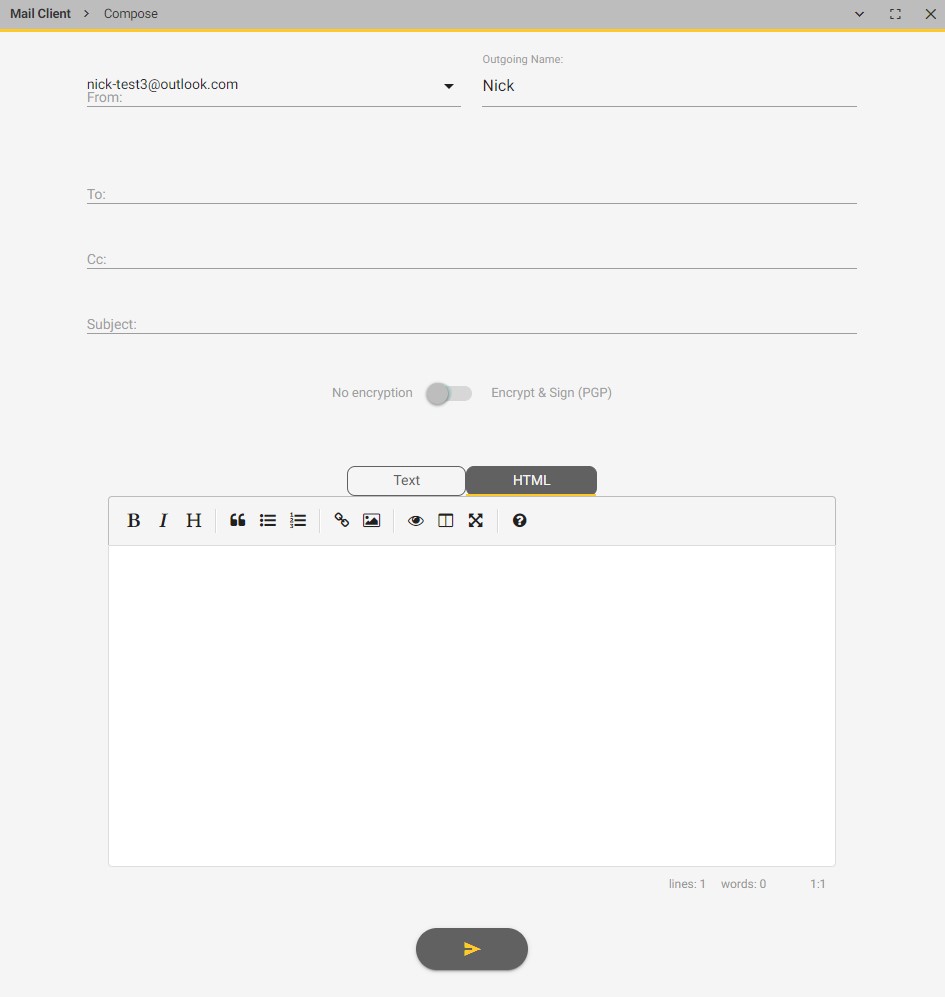 Mail Client > Compose
Outgoing Name:
nick-test3@outlook.com
Nick
From:
To:
Cc:
Subject:
No encryption Encrypt & Sign (PGP)
Text HTML
B I H
lines: 1 words: 0 1:1